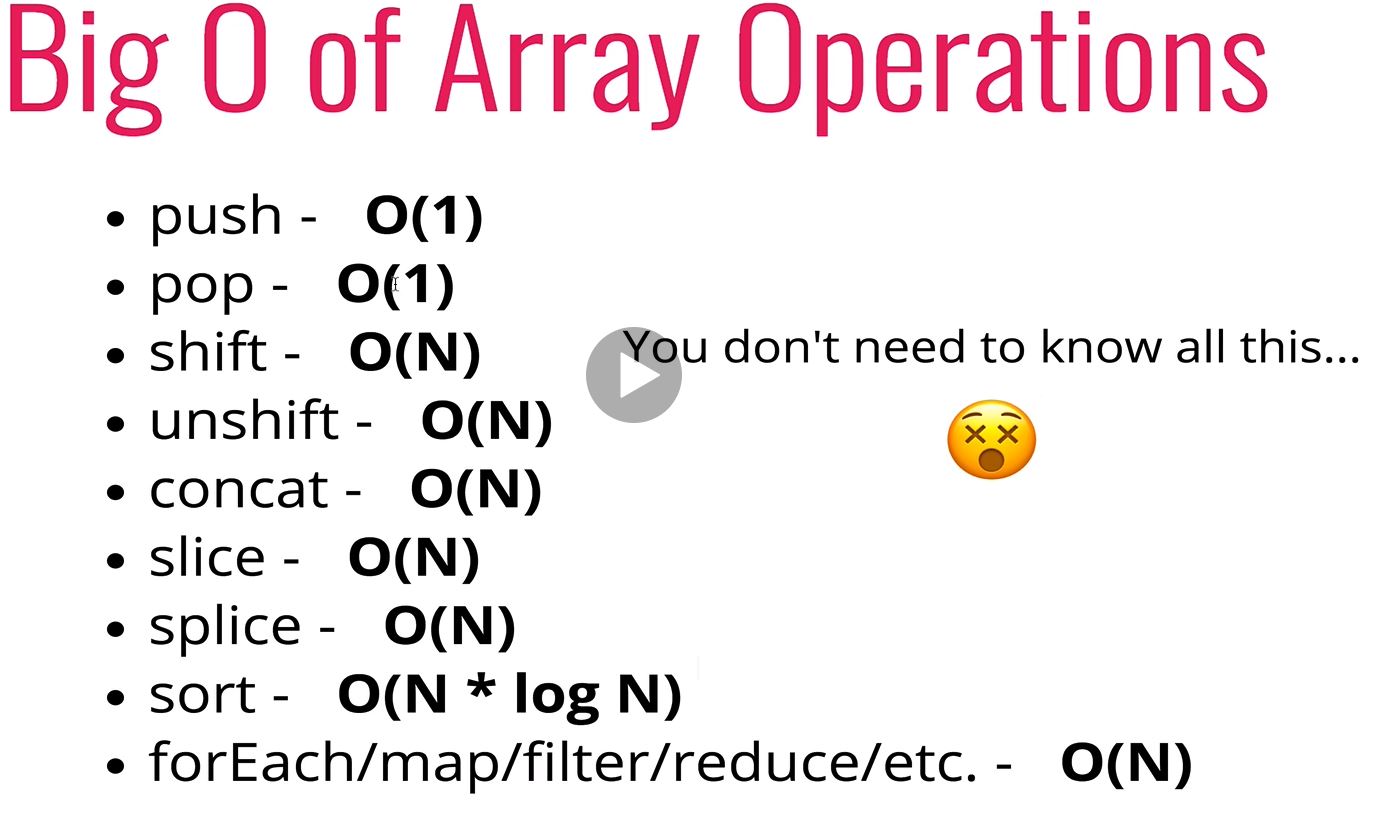 Big O of Array Operations
push - O(1)
pop - O(1)
shift - O(N)
You don't need to know all this...
unshift - O(N)
concat - O(N)
slice - O(N)
splice - O(N)
sort - O(N * log N)
forEach/map/filter/reduce/etc. - O(N)